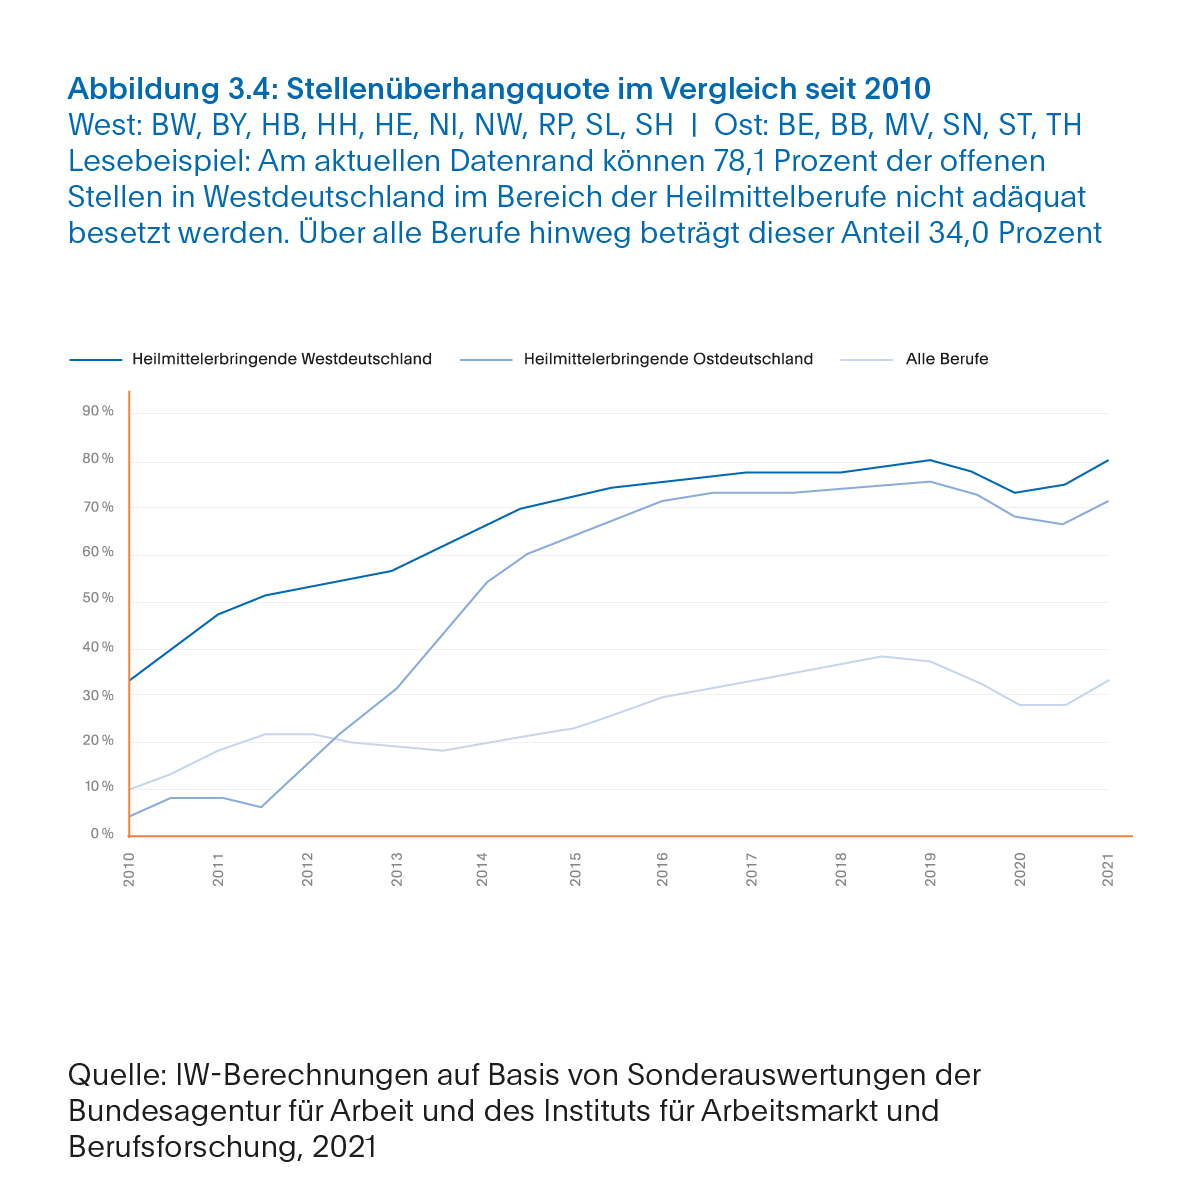 Abbildung 3.4: Stellenüberhangquote im Vergleich seit 2010
West: BW, BY, HB, HH, HE, NI, NW, RP, SL, SH | Ost: BE, BB, MV, SN, ST, TH
Lesebeispiel: Am aktuellen Datenrand können 78,1 Prozent der offenen
Stellen in Westdeutschland im Bereich der Heilmittelberufe nicht adäquat
besetzt werden. Über alle Berufe hinweg beträgt dieser Anteil 34,0 Prozent
Heilmittelerbringende Westdeutschland Heilmittelerbringende Ostdeutschland Alle Berufe
90 %
80 %
70 %
60 %
50 %
40 %
30 %
20 %
10 %
0 %
2010 2011 2012 2013 2014 2015 2016 2017 2018 2019 2020 2021
Quelle: IW-Berechnungen auf Basis von Sonderauswertungen der
Bundesagentur für Arbeit und des Instituts für Arbeitsmarkt und
Berufsforschung, 2021